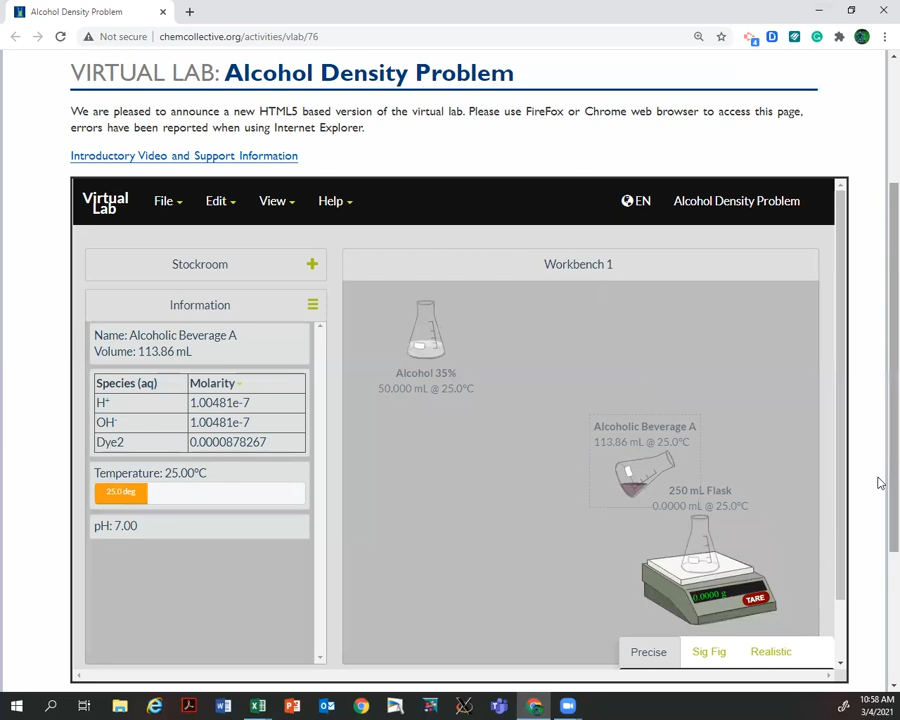 Alcohol Density Problem
Not secure | chemcollective.org/activities/vlab/76
VIRTUAL LAB: Alcohol Density Problem
We are pleased to announce a new HTML5 based version of the virtual lab. Please use FireFox or Chrome web browser to access this page,
errors have been reported when using Internet Explorer.
Introductory Video and Support Information
Virtual Lab
File
Edit
View
Help
EN
Alcohol Density Problem
Stockroom
Workbench 1
Information
Name: Alcoholic Beverage A
Volume: 113.86 mL
Species (aq) Molarity
H⁺ 1.00481e-7
OH⁻ 1.00481e-7
Dye2 0.0000878267
Temperature: 25.00°C
25.0 deg
pH: 7.00
Alcohol 35%
50.000 mL @ 25.0°C
Alcoholic Beverage A
113.86 mL @ 25.0°C
250 mL Flask
0.0000 mL @ 25.0°C
0.0000 g
TARE
Precise
Sig Fig
Realistic
10:58 AM
3/4/2021